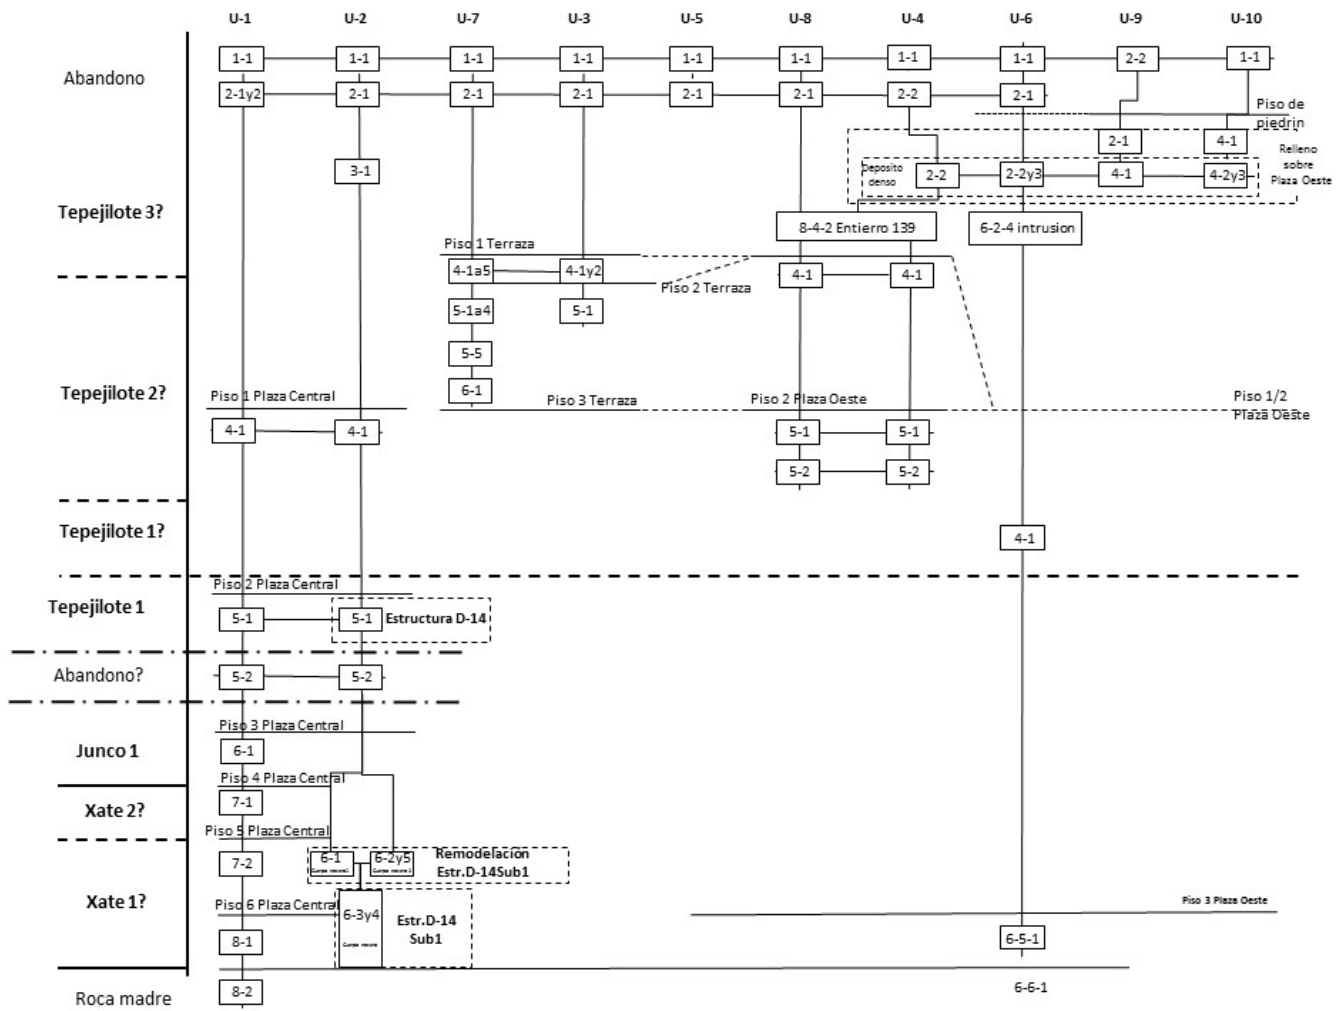 U-1 U-2 U-7 U-3 U-5 U-8 U-4 U-6 U-9 U-10
Abandono
1-1 1-1 1-1 1-1 1-1 1-1 1-1 1-1 2-2 1-1
2-1y2 2-1 2-1 2-1 2-1 2-1 2-2 2-1
Piso de
piedrin
2-1 4-1
Relleno
sobre
Plaza Oeste
3-1
Deposito
denso
2-2 2-2y3 4-1 4-2y3
Tepejilote 3?
8-4-2 Entierro 139
6-2-4 intrusion
Piso 1 Terraza
4-1a5 4-1y2 4-1 4-1
Piso 2 Terraza
5-1a4 5-1
5-5
Tepejilote 2?
6-1
Piso 1 Plaza Central
Piso 3 Terraza
Piso 2 Plaza Oeste
Piso 1/2
Plaza Oeste
4-1 4-1 5-1 5-1
5-2 5-2
Tepejilote 1?
4-1
Piso 2 Plaza Central
Tepejilote 1
5-1 5-1 Estructura D-14
Abandono?
5-2 5-2
Piso 3 Plaza Central
Junco 1
6-1
Piso 4 Plaza Central
Xate 2?
7-1
Piso 5 Plaza Central
7-2
6-1 6-2y5
Remodelación
Estr.D-14Sub1
Xate 1?
Piso 6 Plaza Central
6-3y4
Estr.D-14
Sub1
Piso 3 Plaza Oeste
8-1
6-5-1
Roca madre
8-2
6-6-1